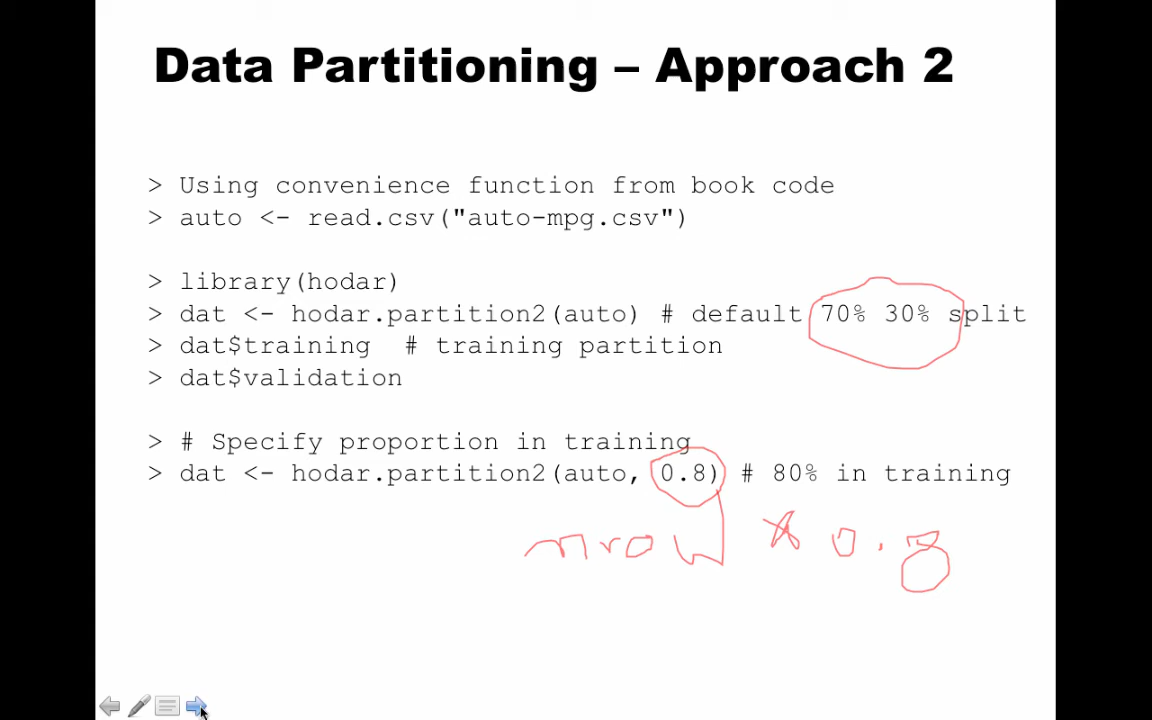 Data Partitioning – Approach 2
> Using convenience function from book code
> auto <- read.csv("auto-mpg.csv")
> library(hodar)
> dat <- hodar.partition2(auto) # default 70% 30% split
> dat$training # training partition
> dat$validation
> # Specify proportion in training
> dat <- hodar.partition2(auto, 0.8) # 80% in training
nrow * 0.8